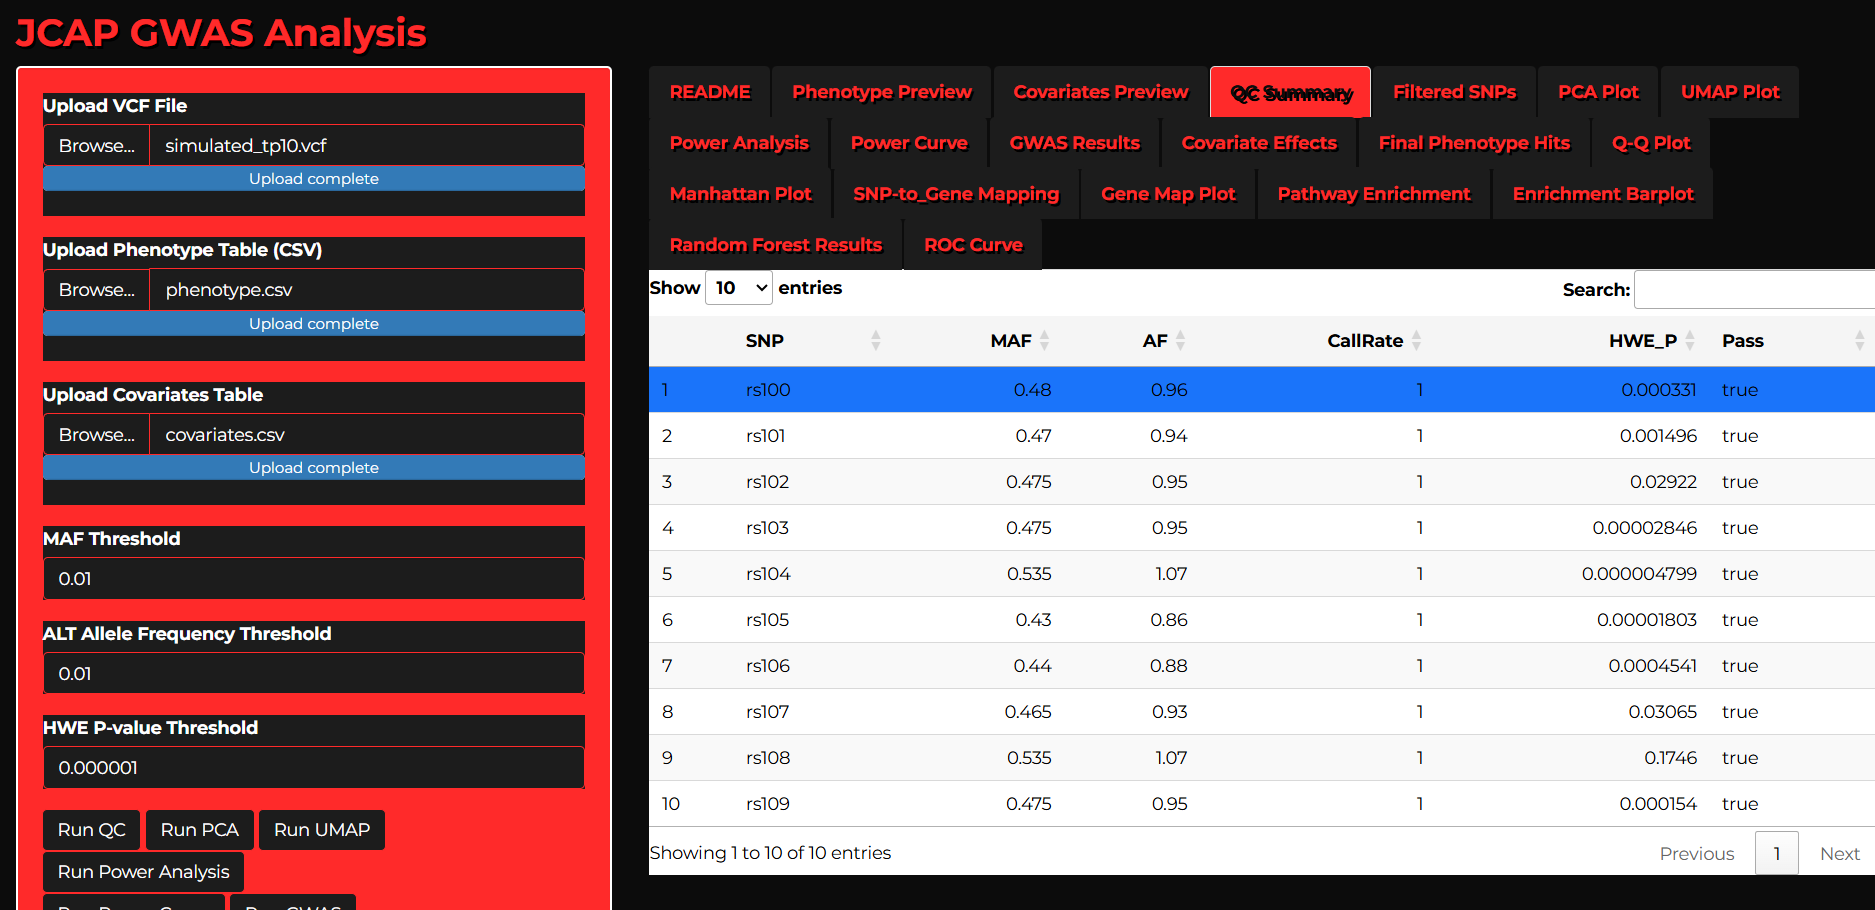 JCAP GWAS Analysis
Upload VCF File
Browse... simulated_tp10.vcf
Upload complete
Upload Phenotype Table (CSV)
Browse... phenotype.csv
Upload complete
Upload Covariates Table
Browse... covariates.csv
Upload complete
MAF Threshold
0.01
ALT Allele Frequency Threshold
0.01
HWE P-value Threshold
0.000001
Run QC Run PCA Run UMAP
Run Power Analysis
README Phenotype Preview Covariates Preview QC Summary Filtered SNPs PCA Plot UMAP Plot
Power Analysis Power Curve GWAS Results Covariate Effects Final Phenotype Hits Q-Q Plot
Manhattan Plot SNP-to_Gene Mapping Gene Map Plot Pathway Enrichment Enrichment Barplot
Random Forest Results ROC Curve
Show 10 entries Search:
SNP MAF AF CallRate HWE_P Pass
1 rs100 0.48 0.96 1 0.000331 true
2 rs101 0.47 0.94 1 0.001496 true
3 rs102 0.475 0.95 1 0.02922 true
4 rs103 0.475 0.95 1 0.00002846 true
5 rs104 0.535 1.07 1 0.000004799 true
6 rs105 0.43 0.86 1 0.00001803 true
7 rs106 0.44 0.88 1 0.0004541 true
8 rs107 0.465 0.93 1 0.03065 true
9 rs108 0.535 1.07 1 0.1746 true
10 rs109 0.475 0.95 1 0.000154 true
Showing 1 to 10 of 10 entries Previous 1 Next